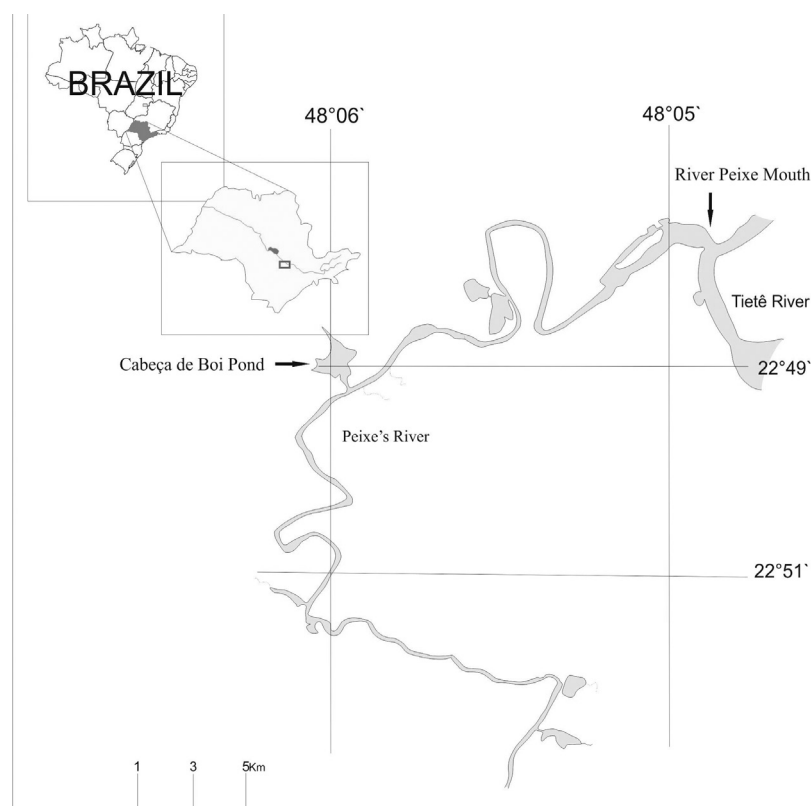 BRAZIL
48°06`
48°05`
River Peixe Mouth
Tietê River
Cabeça de Boi Pond
22°49`
Peixe's River
22°51`
1 3 5Km